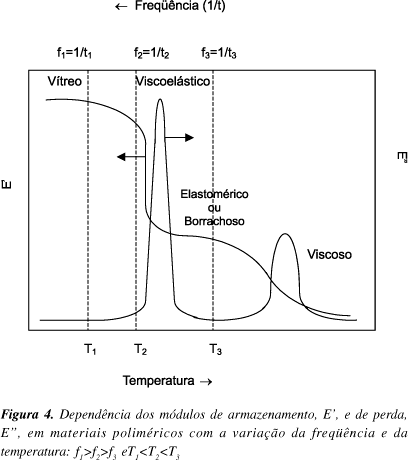 ← Freqüência (1/t)
f1=1/t1 f2=1/t2 f3=1/t3
Vítreo Viscoelástico
E' E"
Elastomérico
ou
Borrachoso
Viscoso
T1 T2 T3
Temperatura →
Figura 4. Dependência dos módulos de armazenamento, E', e de perda,
E'', em materiais poliméricos com a variação da freqüência e da
temperatura: f1>f2>f3 eT1<T2<T3